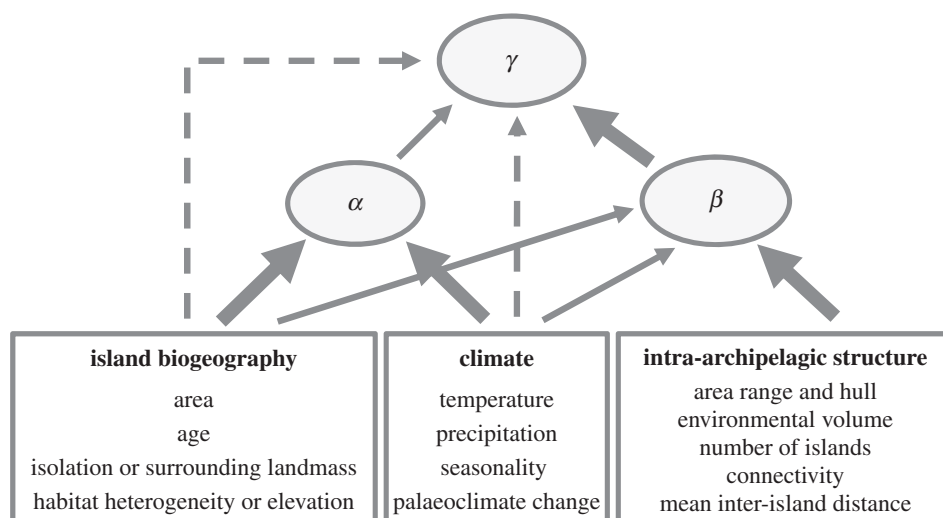 γ
α
β
island biogeography
area
age
isolation or surrounding landmass
habitat heterogeneity or elevation
climate
temperature
precipitation
seasonality
palaeoclimate change
intra-archipelagic structure
area range and hull
environmental volume
number of islands
connectivity
mean inter-island distance